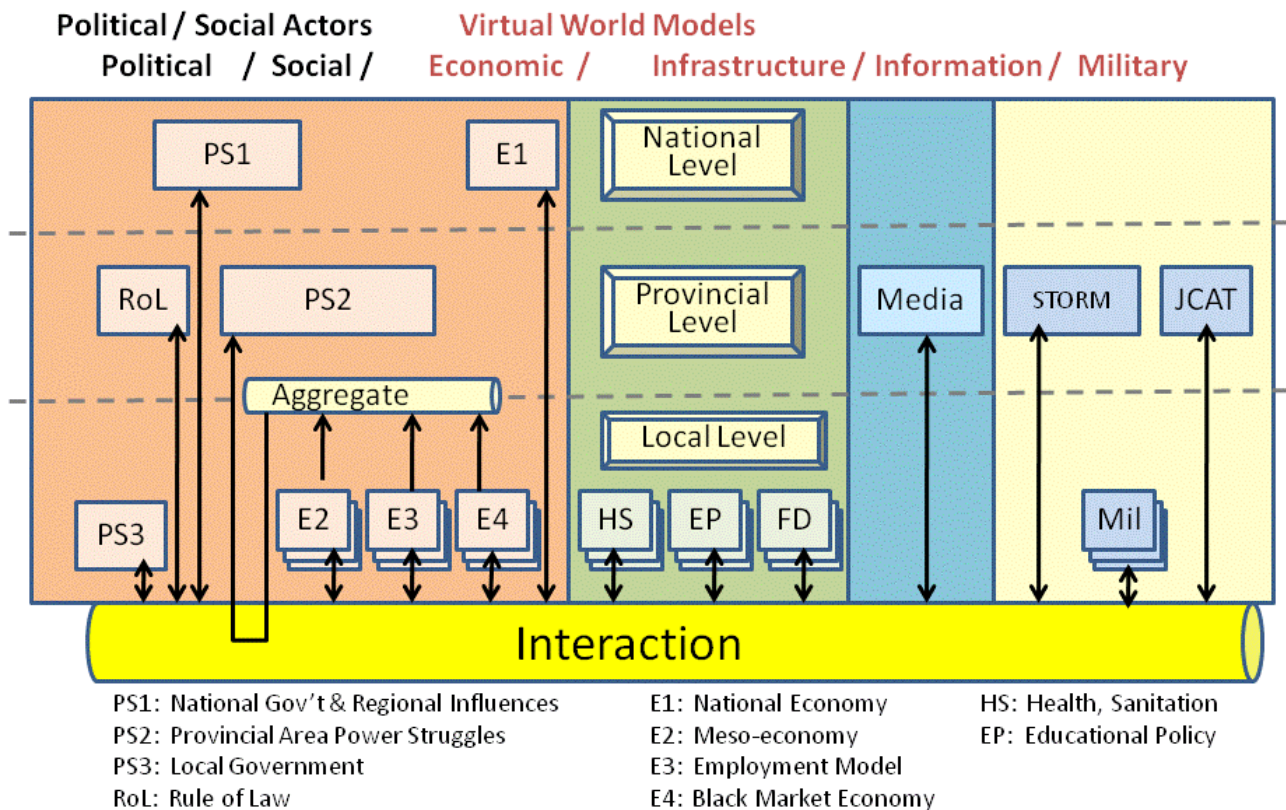 Political / Social Actors Virtual World Models
Political / Social / Economic / Infrastructure / Information / Military
PS1 E1 National Level
RoL PS2 Provincial Level Media STORM JCAT
Aggregate
Local Level
PS3 E2 E3 E4 HS EP FD Mil
Interaction
PS1: National Gov't & Regional Influences E1: National Economy HS: Health, Sanitation
PS2: Provincial Area Power Struggles E2: Meso-economy EP: Educational Policy
PS3: Local Government E3: Employment Model
RoL: Rule of Law E4: Black Market Economy